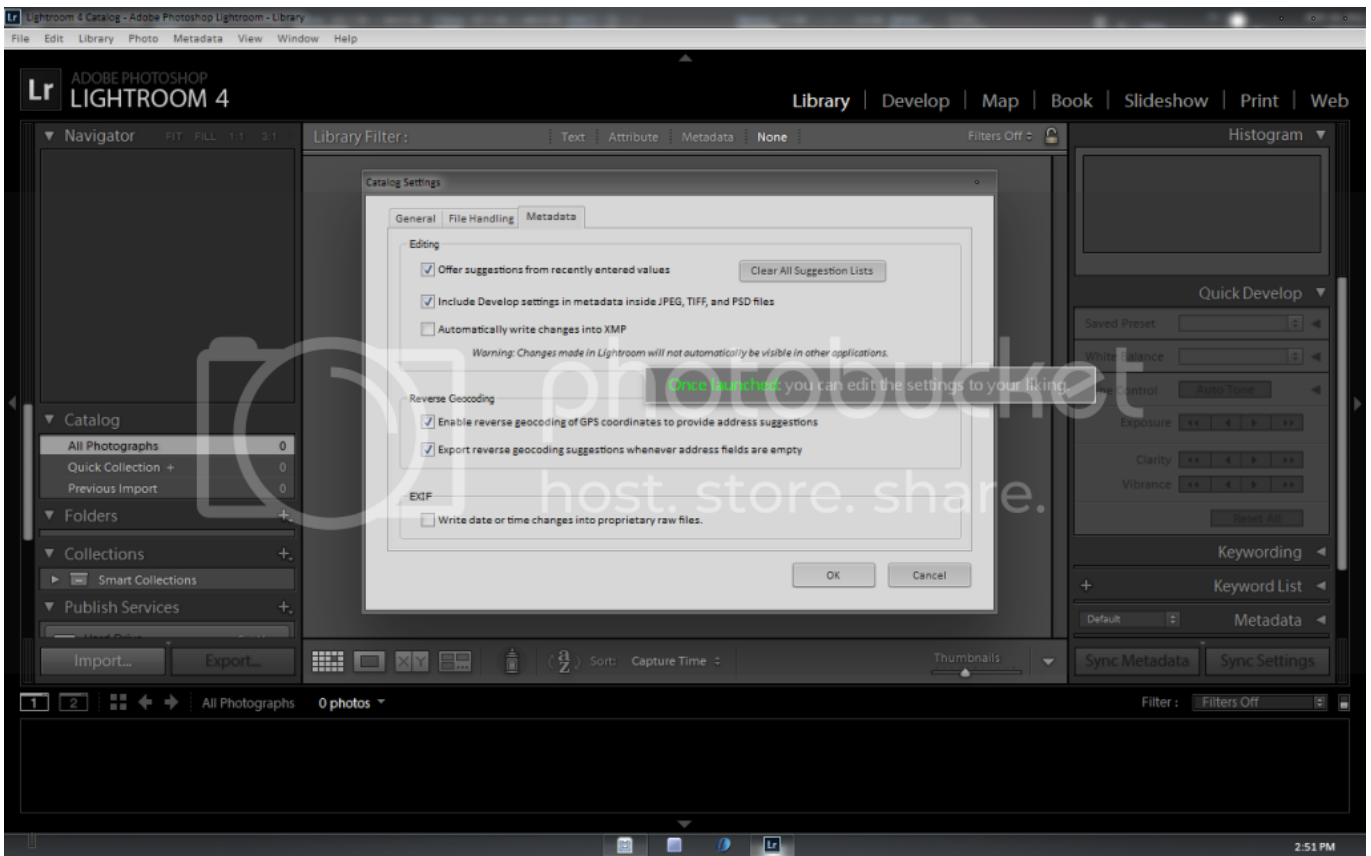 Lightroom 4 Catalog - Adobe Photoshop Lightroom - Library
File Edit Library Photo Metadata View Window Help
Lr ADOBE PHOTOSHOP
LIGHTROOM 4
Library | Develop | Map | Book | Slideshow | Print | Web
Navigator FIT FILL 1:1 3:1
Library Filter: Text Attribute Metadata None Filters Off
Histogram
Catalog Settings
General File Handling Metadata
Editing
Offer suggestions from recently entered values Clear All Suggestion Lists
Include Develop settings in metadata inside JPEG, TIFF, and PSD files
Automatically write changes into XMP
Warning: Changes made in Lightroom will not automatically be visible in other applications.
Once launched: you can edit the settings to your liking.
Reverse Geocoding
Enable reverse geocoding of GPS coordinates to provide address suggestions
Export reverse geocoding suggestions whenever address fields are empty
EXIF
Write date or time changes into proprietary raw files.
OK Cancel
photobucket
host. store. share.
Quick Develop
Saved Preset
White Balance
Control Auto Tone
Exposure
Clarity
Vibrance
Reset All
Keywording
+ Keyword List
Default Metadata
Sync Metadata Sync Settings
Catalog
All Photographs 0
Quick Collection + 0
Previous Import 0
Folders +
Collections +
Smart Collections
Publish Services +
Hard Drive
Import... Export...
XY a z Sort: Capture Time Thumbnails
1 2 All Photographs 0 photos Filter : Filters Off
Lr 2:51 PM